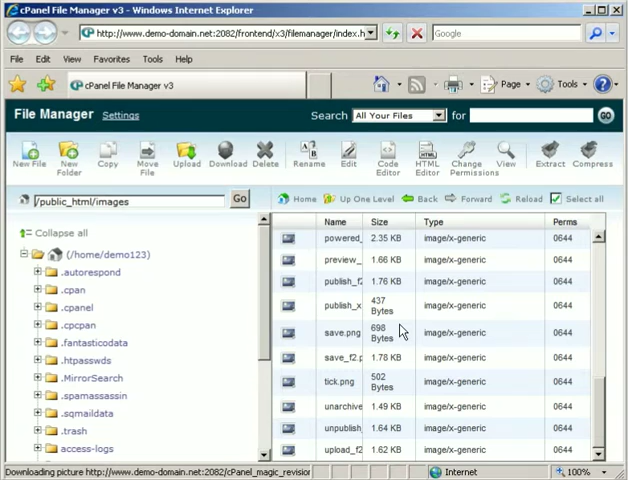 cPanel File Manager v3 - Windows Internet Explorer
http://www.demo-domain.net:2082/frontend/x3/filemanager/index.h
Google
File Edit View Favorites Tools Help
cPanel File Manager v3
Page Tools
File Manager Settings Search All Your Files for GO
New File New Folder Copy Move File Upload Download Delete Rename Edit Code Editor HTML Editor Change Permissions View Extract Compress
/public_html/images Go Home Up One Level Back Forward Reload Select all
Collapse all
(/home/demo123)
.autorespond
.cpan
.cpanel
.cpcpan
.fantasticodata
.htpasswds
.MirrorSearch
.spamassassin
.sqmaildata
.trash
access-logs
Name Size Type Perms
powered_ 2.35 KB image/x-generic 0644
preview_ 1.66 KB image/x-generic 0644
publish_f2 1.76 KB image/x-generic 0644
publish_x 437 Bytes image/x-generic 0644
save.png 698 Bytes image/x-generic 0644
save_f2.p 1.78 KB image/x-generic 0644
tick.png 502 Bytes image/x-generic 0644
unarchive 1.49 KB image/x-generic 0644
unpublish 1.64 KB image/x-generic 0644
upload_f2 1.62 KB image/x-generic 0644
Downloading picture http://www.demo-domain.net:2082/cPanel_magic_revision Internet 100%